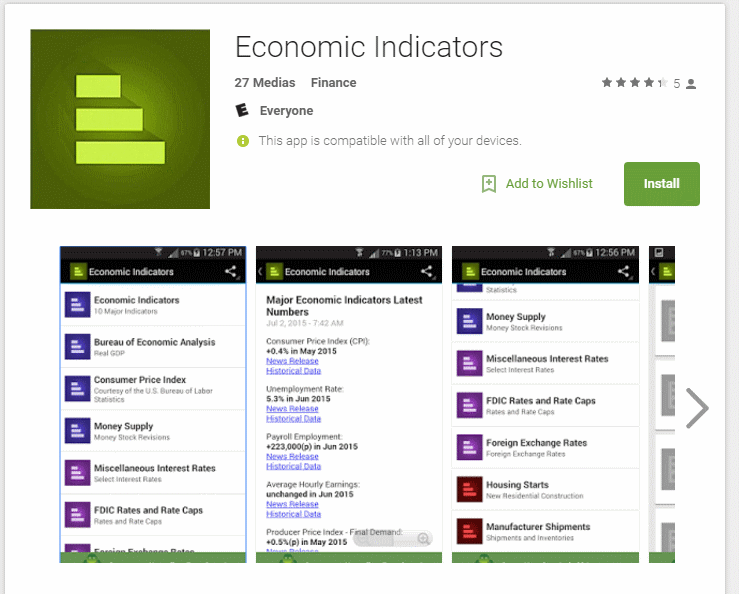 Economic Indicators
27 Medias Finance
5
Everyone
This app is compatible with all of your devices.
Add to Wishlist
Install
67% 12:57 PM
Economic Indicators
Economic Indicators
10 Major Indicators
Bureau of Economic Analysis
Real GDP
Consumer Price Index
Courtesy of the U.S. Bureau of Labor
Statistics
Money Supply
Money Stock Revisions
Miscellaneous Interest Rates
Select Interest Rates
FDIC Rates and Rate Caps
Rates and Rate Caps
Foreign Exchange Rates
77% 1:13 PM
Economic Indicators
Major Economic Indicators Latest
Numbers
Jul 2, 2015 - 7:42 AM
Consumer Price Index (CPI):
+0.4% in May 2015
News Release
Historical Data
Unemployment Rate:
5.3% in Jun 2015
News Release
Historical Data
Payroll Employment:
+223,000(p) in Jun 2015
News Release
Historical Data
Average Hourly Earnings:
unchanged in Jun 2015
News Release
Historical Data
Producer Price Index - Final Demand:
+0.5%(p) in May 2015
News Release
67% 12:56 PM
Economic Indicators
Statistics
Money Supply
Money Stock Revisions
Miscellaneous Interest Rates
Select Interest Rates
FDIC Rates and Rate Caps
Rates and Rate Caps
Foreign Exchange Rates
Foreign Exchange Rates
Housing Starts
New Residential Construction
Manufacturer Shipments
Shipments and Inventories